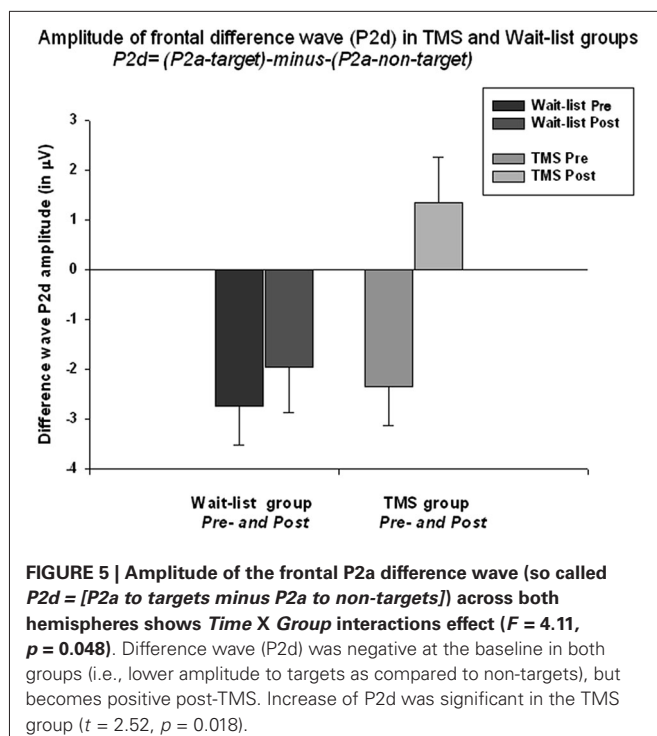 Amplitude of frontal difference wave (P2d) in TMS and Wait-list groups
P2d= (P2a-target)-minus-(P2a-non-target)
Wait-list Pre
Wait-list Post
TMS Pre
TMS Post
Difference wave P2d amplitude (in µV)
3
2
1
0
-1
-2
-3
-4
Wait-list group
Pre- and Post
TMS group
Pre- and Post
FIGURE 5 | Amplitude of the frontal P2a difference wave (so called
P2d = [P2a to targets minus P2a to non-targets]) across both
hemispheres shows Time X Group interactions effect (F = 4.11,
p = 0.048). Difference wave (P2d) was negative at the baseline in both
groups (i.e., lower amplitude to targets as compared to non-targets), but
becomes positive post-TMS. Increase of P2d was significant in the TMS
group (t = 2.52, p = 0.018).